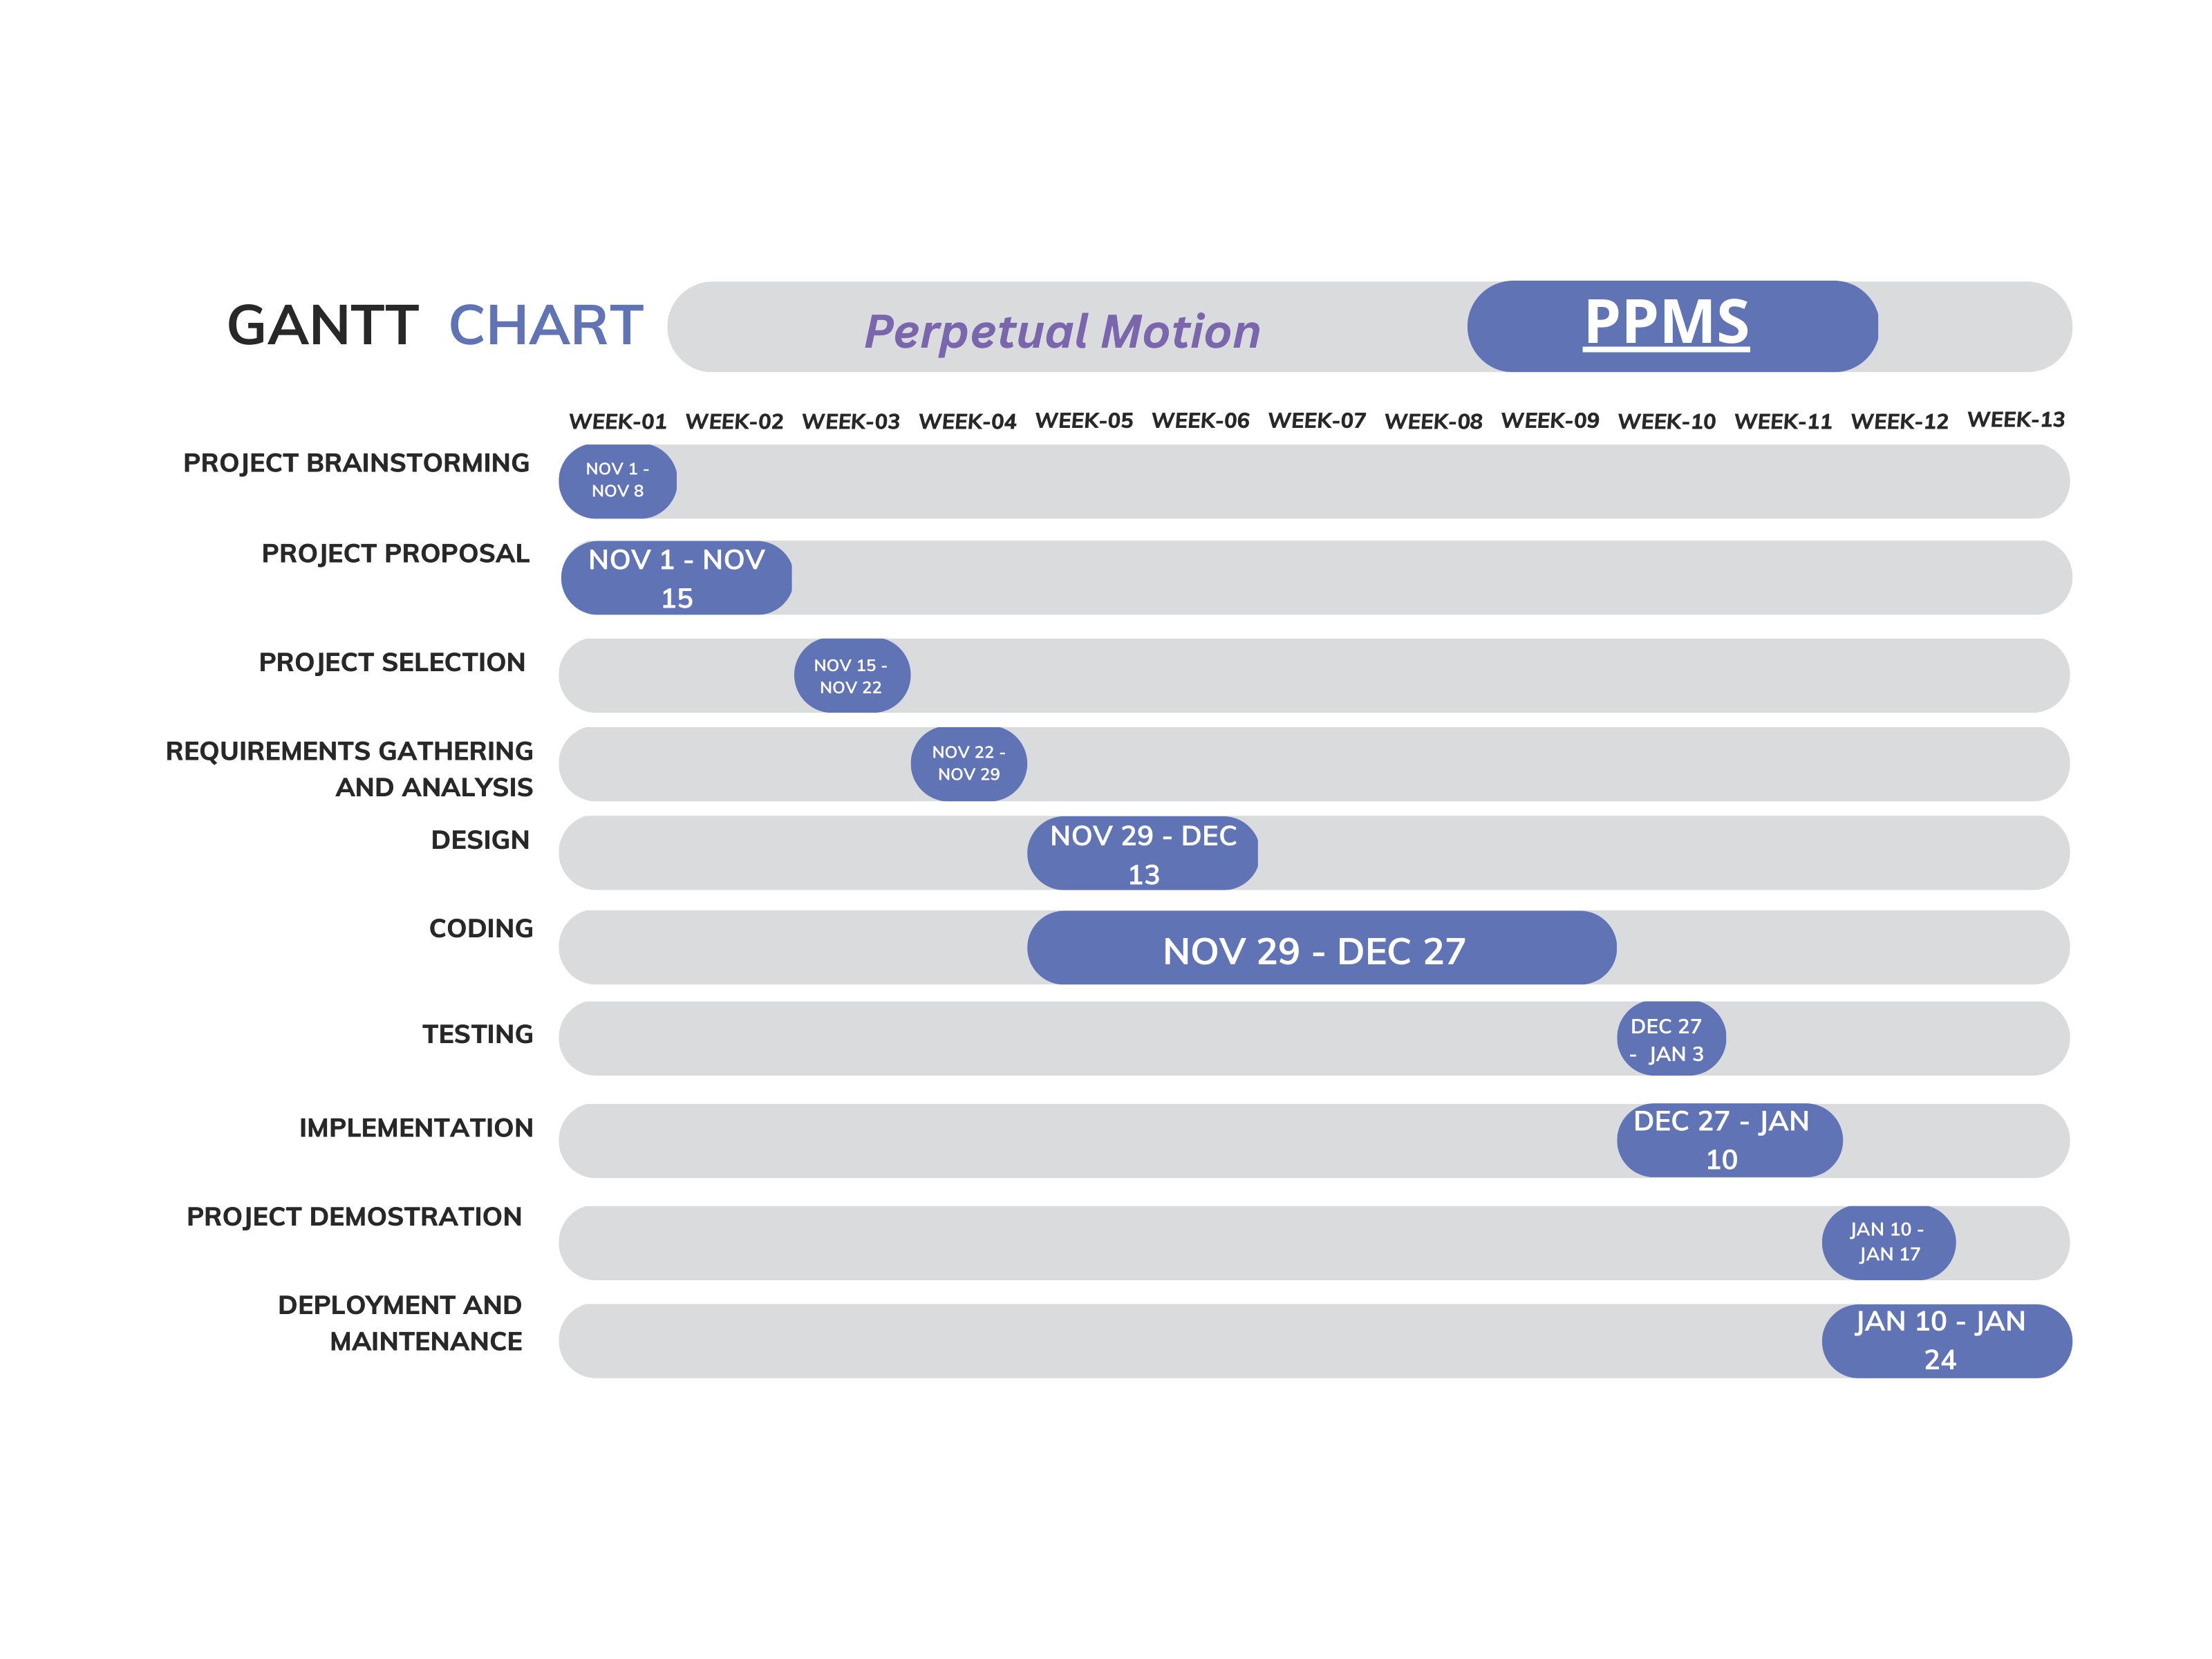 GANTT CHART
Perpetual Motion
PPMS
WEEK-01 WEEK-02 WEEK-03 WEEK-04 WEEK-05 WEEK-06 WEEK-07 WEEK-08 WEEK-09 WEEK-10 WEEK-11 WEEK-12 WEEK-13
PROJECT BRAINSTORMING
NOV 1 -
NOV 8
PROJECT PROPOSAL
NOV 1 - NOV
15
PROJECT SELECTION
NOV 15 -
NOV 22
REQUIREMENTS GATHERING
AND ANALYSIS
NOV 22 -
NOV 29
DESIGN
NOV 29 - DEC
13
CODING
NOV 29 - DEC 27
TESTING
DEC 27
- JAN 3
IMPLEMENTATION
DEC 27 - JAN
10
PROJECT DEMOSTRATION
JAN 10 -
JAN 17
DEPLOYMENT AND
MAINTENANCE
JAN 10 - JAN
24